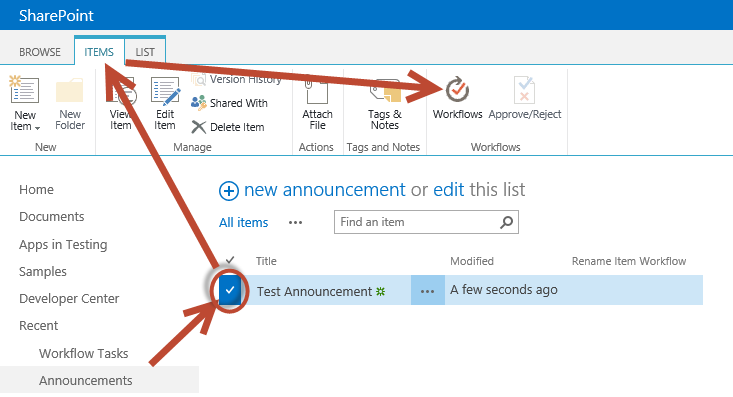 SharePoint
BROWSE ITEMS LIST
New Item
New Folder
View Item
Edit Item
Version History
Shared With
Delete Item
Attach File
Tags & Notes
Workflows
Approve/Reject
New Manage Actions Tags and Notes Workflows
Home
Documents
Apps in Testing
Samples
Developer Center
Recent
Workflow Tasks
Announcements
new announcement or edit this list
All items ••• Find an item
Title Modified Rename Item Workflow
Test Announcement ••• A few seconds ago